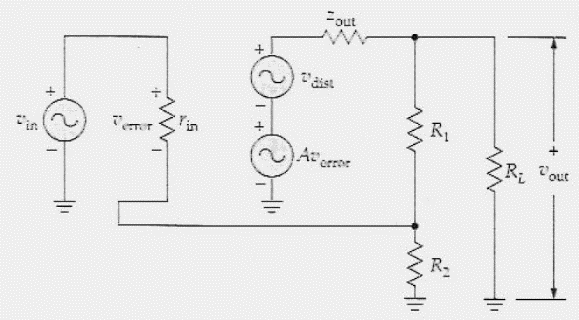 z_out
+
+
+
v_in
−
v_error
r_in
−
v_dist
−
+
Av_error
−
R_1
R_2
R_L
+
v_out
−